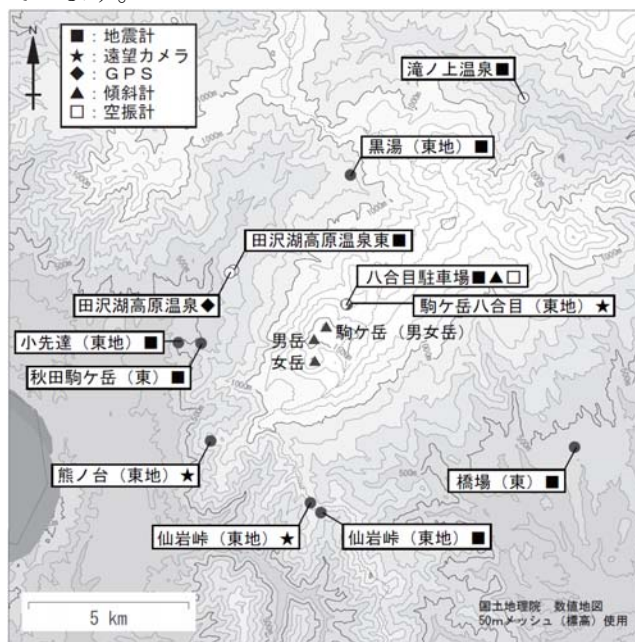 N
■：地震計
★：遠望カメラ
◆：ＧＰＳ
▲：傾斜計
□：空振計
滝ノ上温泉■
黒湯（東地）■
田沢湖高原温泉東■
八合目駐車場■▲□
田沢湖高原温泉◆
駒ケ岳八合目（東地）★
小先達（東地）■
男岳
駒ケ岳（男女岳）
秋田駒ケ岳（東）■
女岳
熊ノ台（東地）★
橋場（東）■
仙岩峠（東地）★
仙岩峠（東地）■
5 km
国土地理院　数値地図
50mメッシュ（標高）使用
1000m
1000m
1000m
500m
1000m
500m